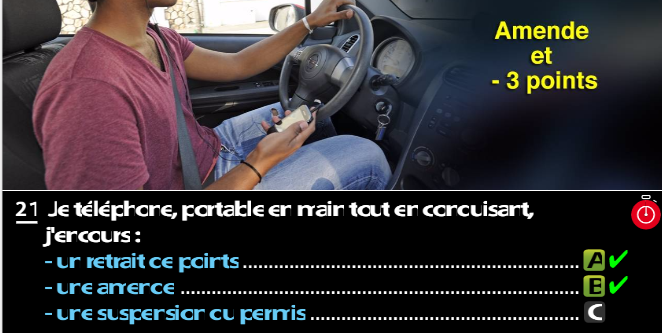 Amende
et
- 3 points
21 Je téléphone, portable en main tout en conduisant,
j'encours :
- un retrait de points ........................................................................ A ✔
- une amende ........................................................................ B ✔
- une suspension du permis ........................................................................ C